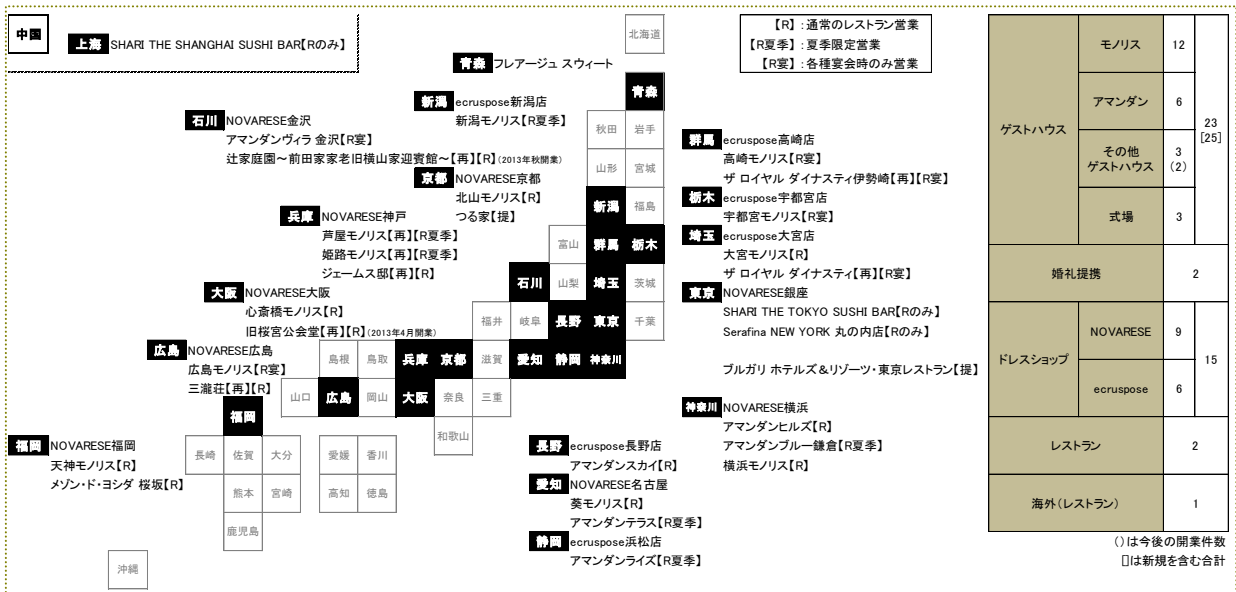 中国
上海 SHARI THE SHANGHAI SUSHI BAR【Rのみ】
【R】：通常のレストラン営業
【R夏季】：夏季限定営業
【R宴】：各種宴会時のみ営業
青森 フレアージュ スウィート
新潟 ecruspose新潟店
新潟モノリス【R夏季】
石川 NOVARESE金沢
アマンダンヴィラ 金沢【R宴】
辻家庭園～前田家家老旧横山家迎賓館～【再】【R】(2013年秋開業)
京都 NOVARESE京都
北山モノリス【R】
つる家【提】
兵庫 NOVARESE神戸
芦屋モノリス【再】【R夏季】
姫路モノリス【再】【R夏季】
ジェームス邸【再】【R】
大阪 NOVARESE大阪
心斎橋モノリス【R】
旧桜宮公会堂【再】【R】(2013年4月開業)
広島 NOVARESE広島
広島モノリス【R宴】
三瀧荘【再】【R】
福岡 NOVARESE福岡
天神モノリス【R】
メゾン・ド・ヨシダ 桜坂【R】
北海道
青森
秋田 岩手
山形 宮城
新潟 福島
富山 群馬 栃木
石川 山梨 埼玉 茨城
福井 岐阜 長野 東京 千葉
島根 鳥取 兵庫 京都 滋賀 愛知 静岡 神奈川
山口 広島 岡山 大阪 奈良 三重
福岡 和歌山
長崎 佐賀 大分 愛媛 香川
熊本 宮崎 高知 徳島
鹿児島
沖縄
群馬 ecruspose高崎店
高崎モノリス【R宴】
ザ ロイヤル ダイナスティ伊勢崎【再】【R宴】
栃木 ecruspose宇都宮店
宇都宮モノリス【R宴】
埼玉 ecruspose大宮店
大宮モノリス【R】
ザ ロイヤル ダイナスティ【再】【R宴】
東京 NOVARESE銀座
SHARI THE TOKYO SUSHI BAR【Rのみ】
Serafina NEW YORK 丸の内店【Rのみ】
ブルガリ ホテルズ＆リゾーツ・東京レストラン【提】
神奈川 NOVARESE横浜
アマンダンヒルズ【R】
アマンダンブルー鎌倉【R夏季】
横浜モノリス【R】
長野 ecruspose長野店
アマンダンスカイ【R】
愛知 NOVARESE名古屋
葵モノリス【R】
アマンダンテラス【R夏季】
静岡 ecruspose浜松店
アマンダンライズ【R夏季】
ゲストハウス
モノリス 12
アマンダン 6
その他
ゲストハウス
3
(2)
式場 3
23
[25]
婚礼提携 2
ドレスショップ
NOVARESE 9
ecruspose 6
15
レストラン 2
海外（レストラン） 1
()は今後の開業件数
[]は新規を含む合計